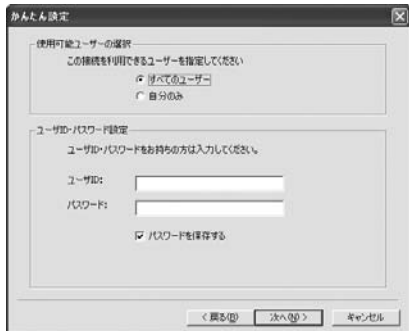 かんたん設定
使用可能ユーザーの選択
この接続を利用できるユーザーを指定してください
すべてのユーザー
自分のみ
ユーザID・パスワード設定
ユーザID・パスワードをお持ちの方は入力してください。
ユーザID:
パスワード:
パスワードを保存する
< 戻る(B)
次へ(N) >
キャンセル